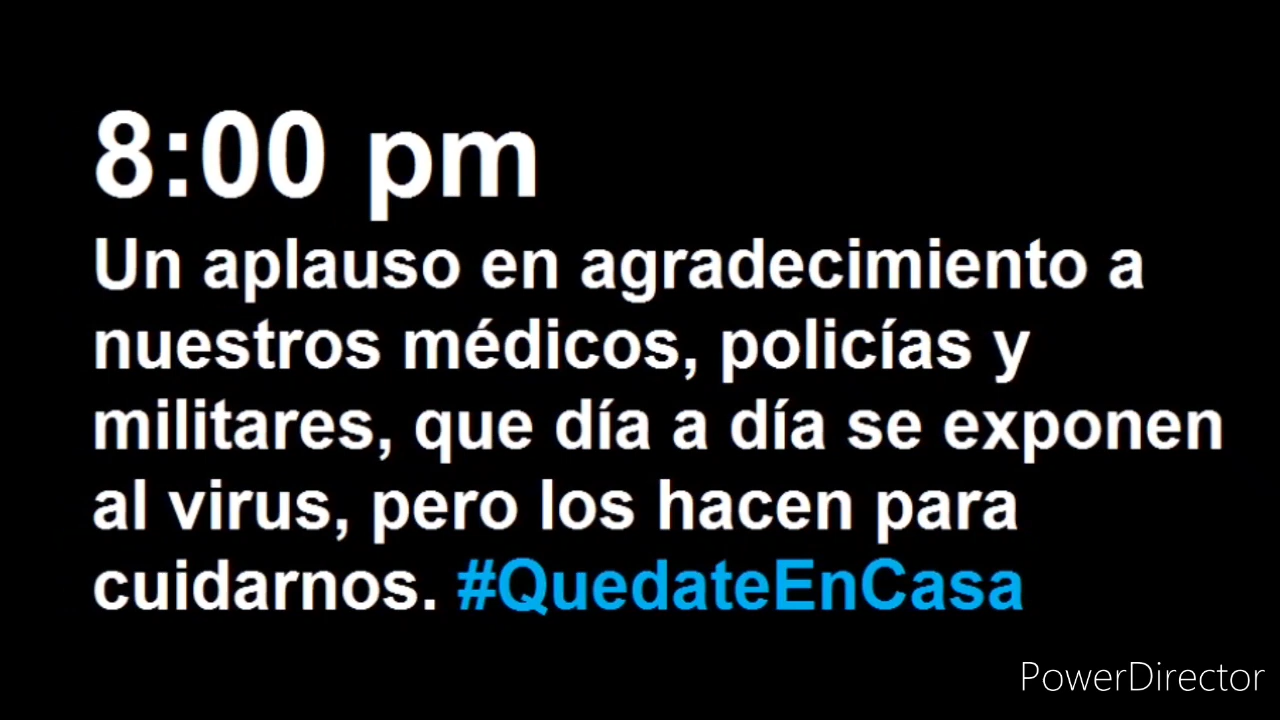 8:00 pm
Un aplauso en agradecimiento a
nuestros médicos, policías y
militares, que día a día se exponen
al virus, pero los hacen para
cuidarnos. #QuedateEnCasa
PowerDirector